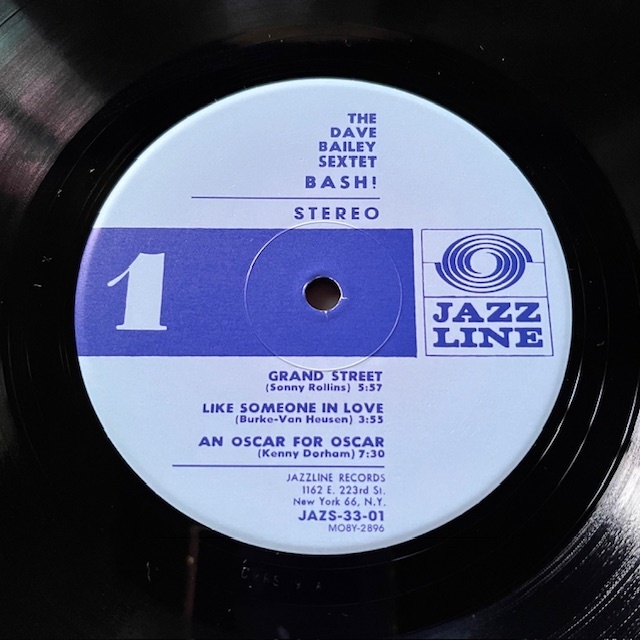 THE
DAVE
BAILEY
SEXTET
BASH!
STEREO
1
JAZZ
LINE
GRAND STREET
(Sonny Rollins) 5:57
LIKE SOMEONE IN LOVE
(Burke-Van Heusen) 3:55
AN OSCAR FOR OSCAR
(Kenny Dorham) 7:30
JAZZLINE RECORDS
1162 E. 223rd St.
New York 66, N.Y.
JAZS-33-01
MOBY-2896